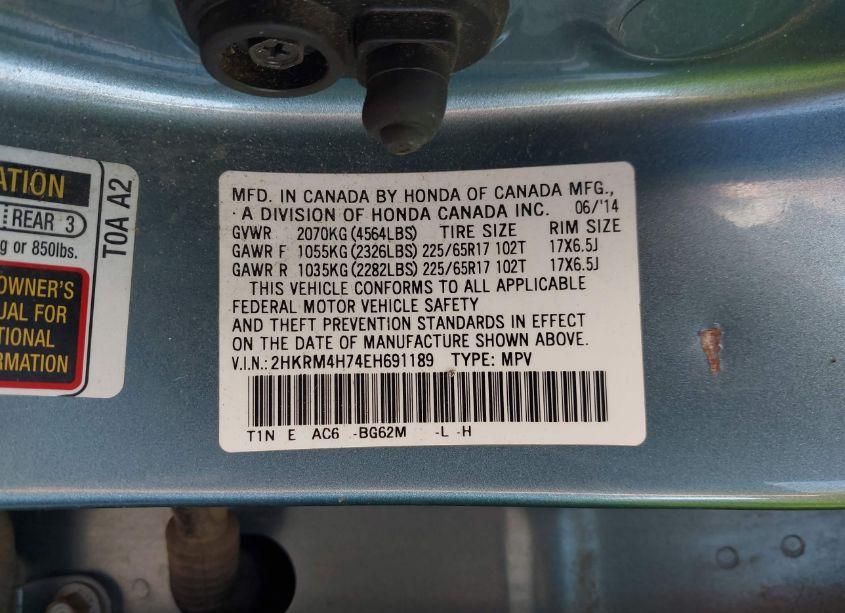 ATION
REAR 3
g or 850lbs.
OWNER'S
UAL FOR
TIONAL
ORMATION
T0A A2
MFD. IN CANADA BY HONDA OF CANADA MFG.,
A DIVISION OF HONDA CANADA INC. 06/'14
GVWR 2070KG(4564LBS) TIRE SIZE RIM SIZE
GAWR F 1055KG(2326LBS) 225/65R17 102T 17X6.5J
GAWR R 1035KG(2282LBS) 225/65R17 102T 17X6.5J
THIS VEHICLE CONFORMS TO ALL APPLICABLE
FEDERAL MOTOR VEHICLE SAFETY
AND THEFT PREVENTION STANDARDS IN EFFECT
ON THE DATE OF MANUFACTURE SHOWN ABOVE.
V.I.N.: 2HKRM4H74EH691189 TYPE: MPV
T1N E AC6 -BG62M -L -H